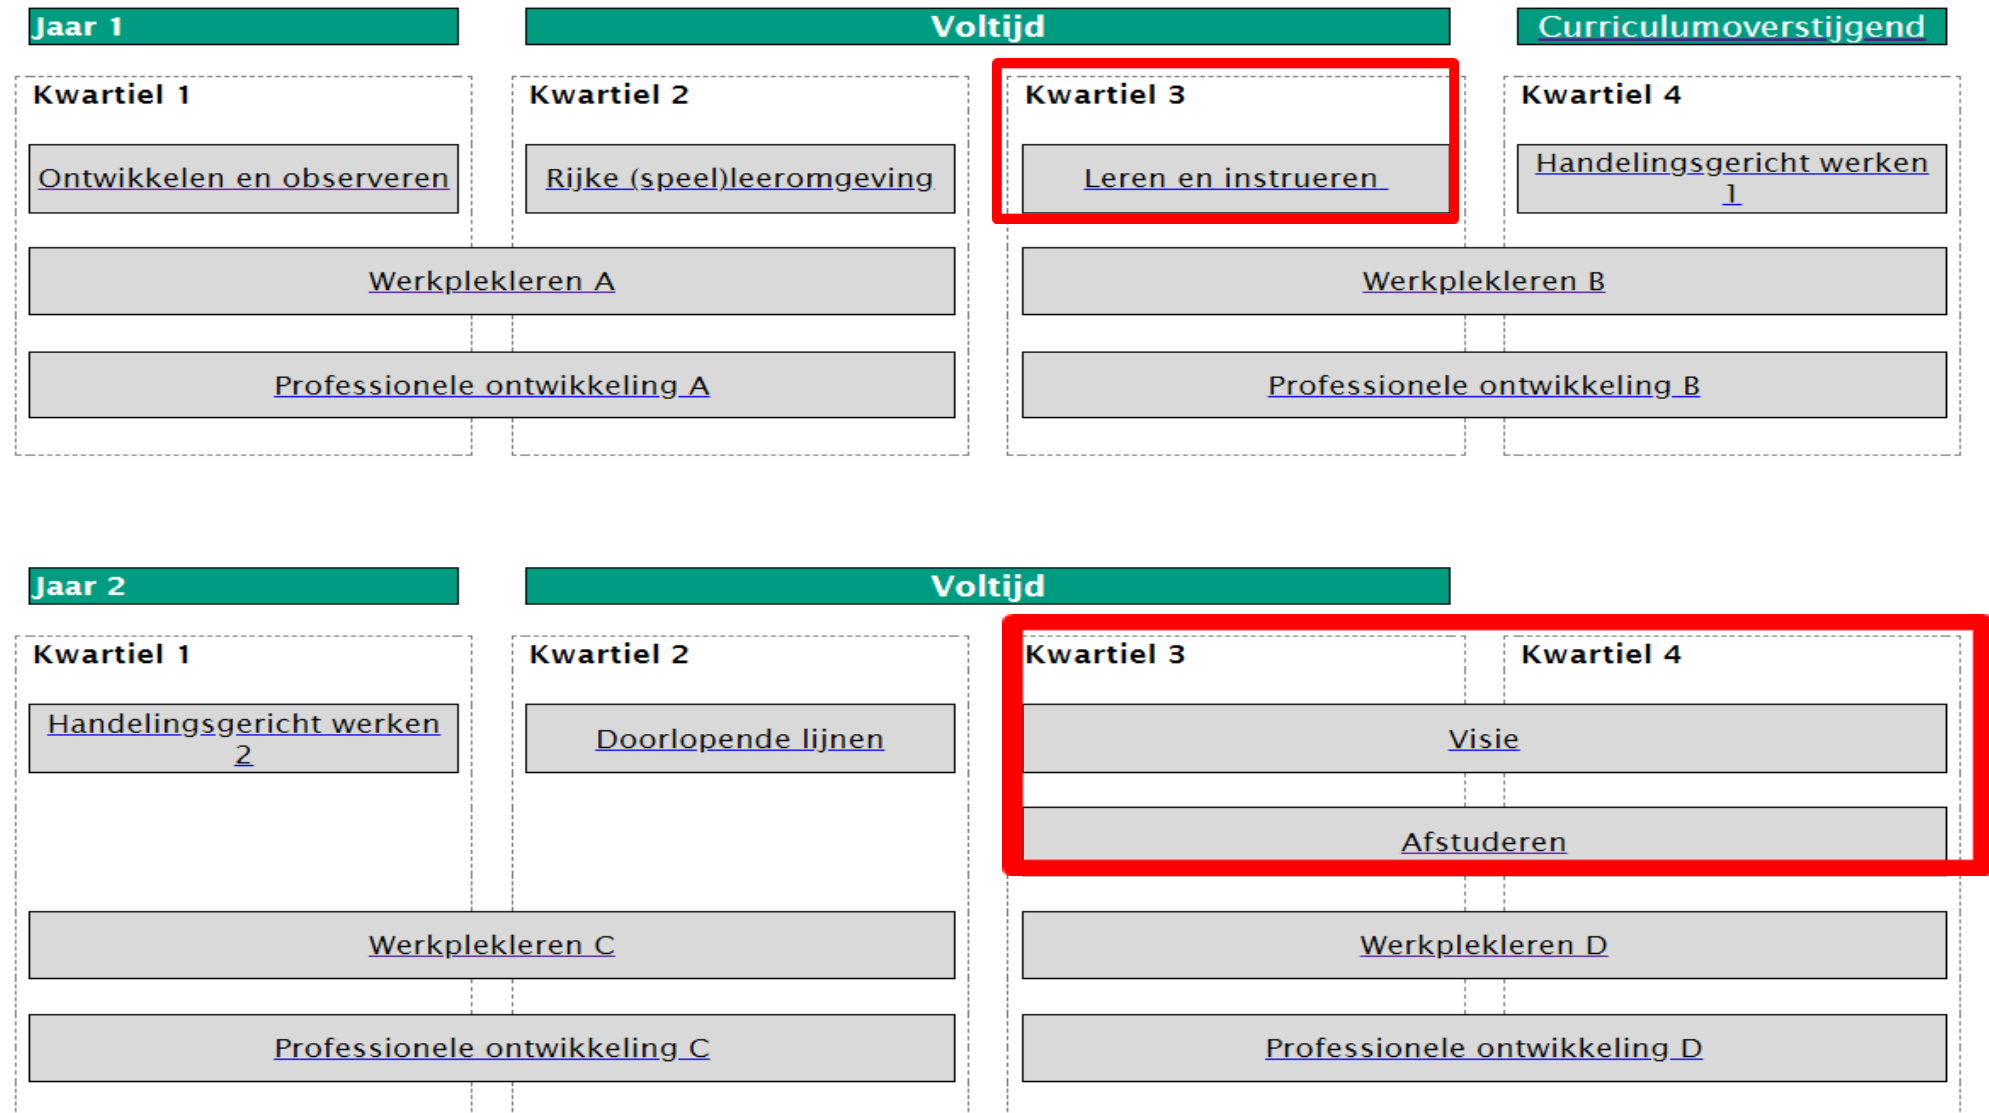 Jaar 1
Voltijd
Curriculumoverstijgend
Kwartiel 1
Kwartiel 2
Kwartiel 3
Kwartiel 4
Ontwikkelen en observeren
Rijke (speel)leeromgeving
Leren en instrueren
Handelingsgericht werken
1
Werkplekleren A
Werkplekleren B
Professionele ontwikkeling A
Professionele ontwikkeling B
Jaar 2
Voltijd
Kwartiel 1
Kwartiel 2
Kwartiel 3
Kwartiel 4
Handelingsgericht werken
2
Doorlopende lijnen
Visie
Afstuderen
Werkplekleren C
Werkplekleren D
Professionele ontwikkeling C
Professionele ontwikkeling D